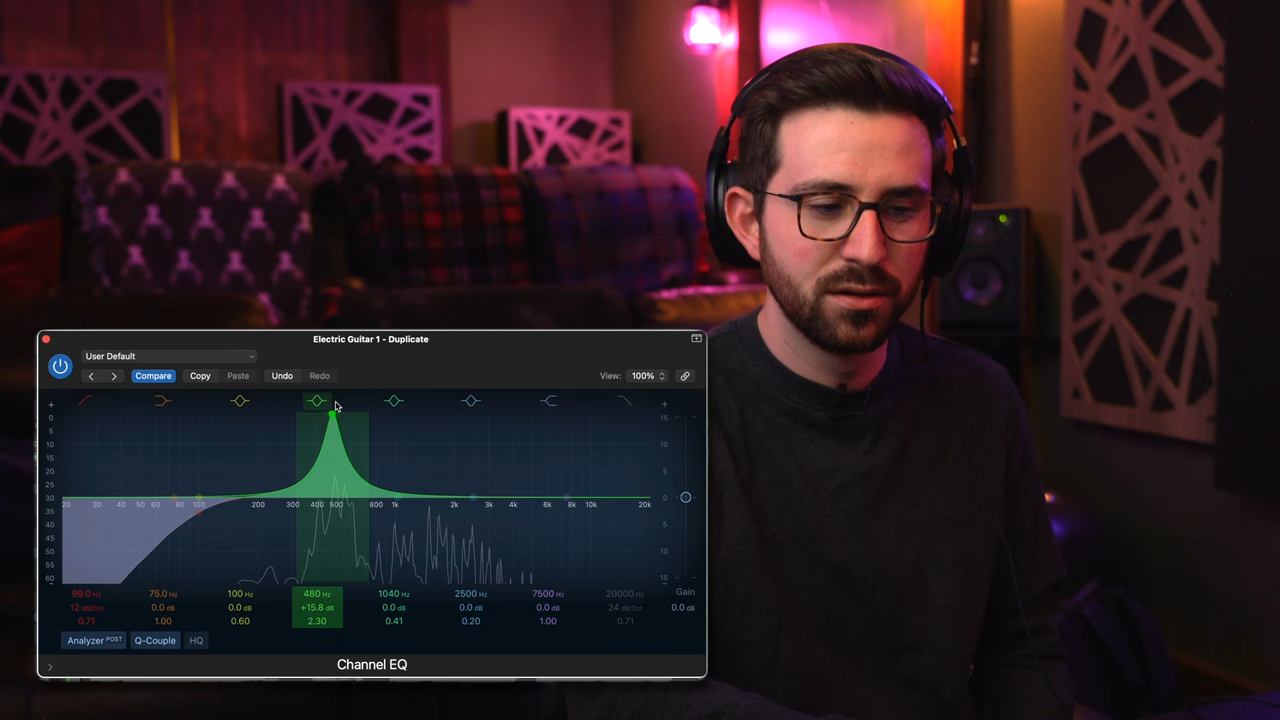 Electric Guitar 1 - Duplicate
User Default
Compare Copy Paste Undo Redo View: 100%
+ +
0 15
5
10 10
15
20 5
25
30 0
20 30 40 50 60 80 100 200 300 400 500 800 1k 2k 3k 4k 6k 8k 10k 20k
35
40 5
45
50 10
55
60 15
- -
99.0 Hz 75.0 Hz 100 Hz 480 Hz 1040 Hz 2500 Hz 7500 Hz 20000 Hz Gain
12 dB/Oct 0.0 dB 0.0 dB +15.8 dB 0.0 dB 0.0 dB 0.0 dB 24 dB/Oct 0.0 dB
0.71 1.00 0.60 2.30 0.41 0.20 1.00 0.71
Analyzer POST Q-Couple HQ
Channel EQ